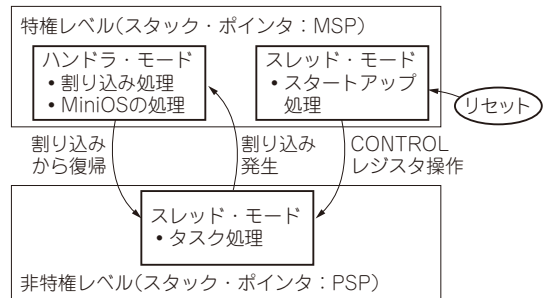 特権レベル(スタック・ポインタ：MSP)
ハンドラ・モード
• 割り込み処理
• MiniOSの処理
スレッド・モード
• スタートアップ
処理
リセット
割り込み
から復帰
割り込み
発生
CONTROL
レジスタ操作
スレッド・モード
• タスク処理
非特権レベル(スタック・ポインタ：PSP)